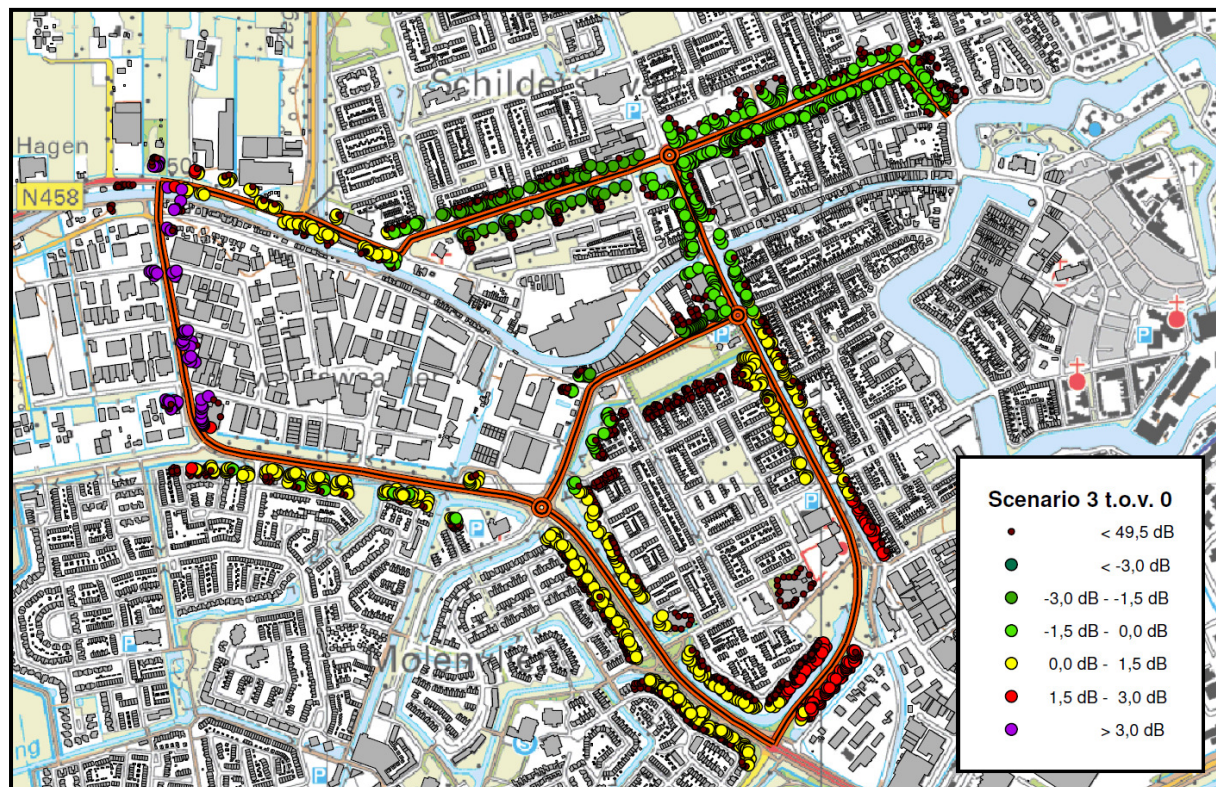 Hagen
N458
50
P
P
P
P
P
P
P
Scenario 3 t.o.v. 0
< 49,5 dB
< -3,0 dB
-3,0 dB - -1,5 dB
-1,5 dB - 0,0 dB
0,0 dB - 1,5 dB
1,5 dB - 3,0 dB
> 3,0 dB